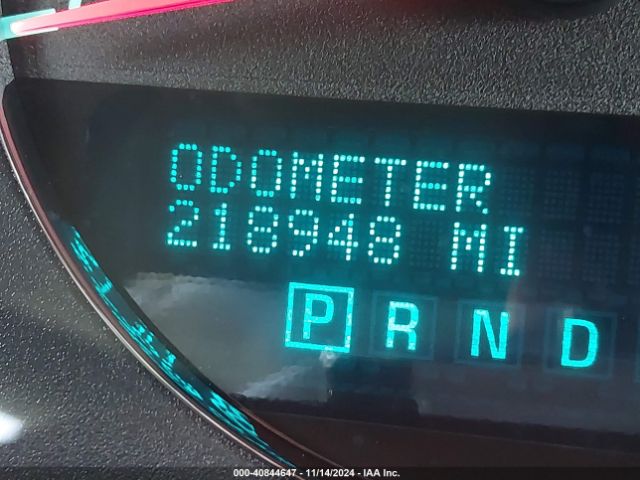 ODOMETER
218948 MI
P R N D
000-40844647 - 11/14/2024 - IAA Inc.